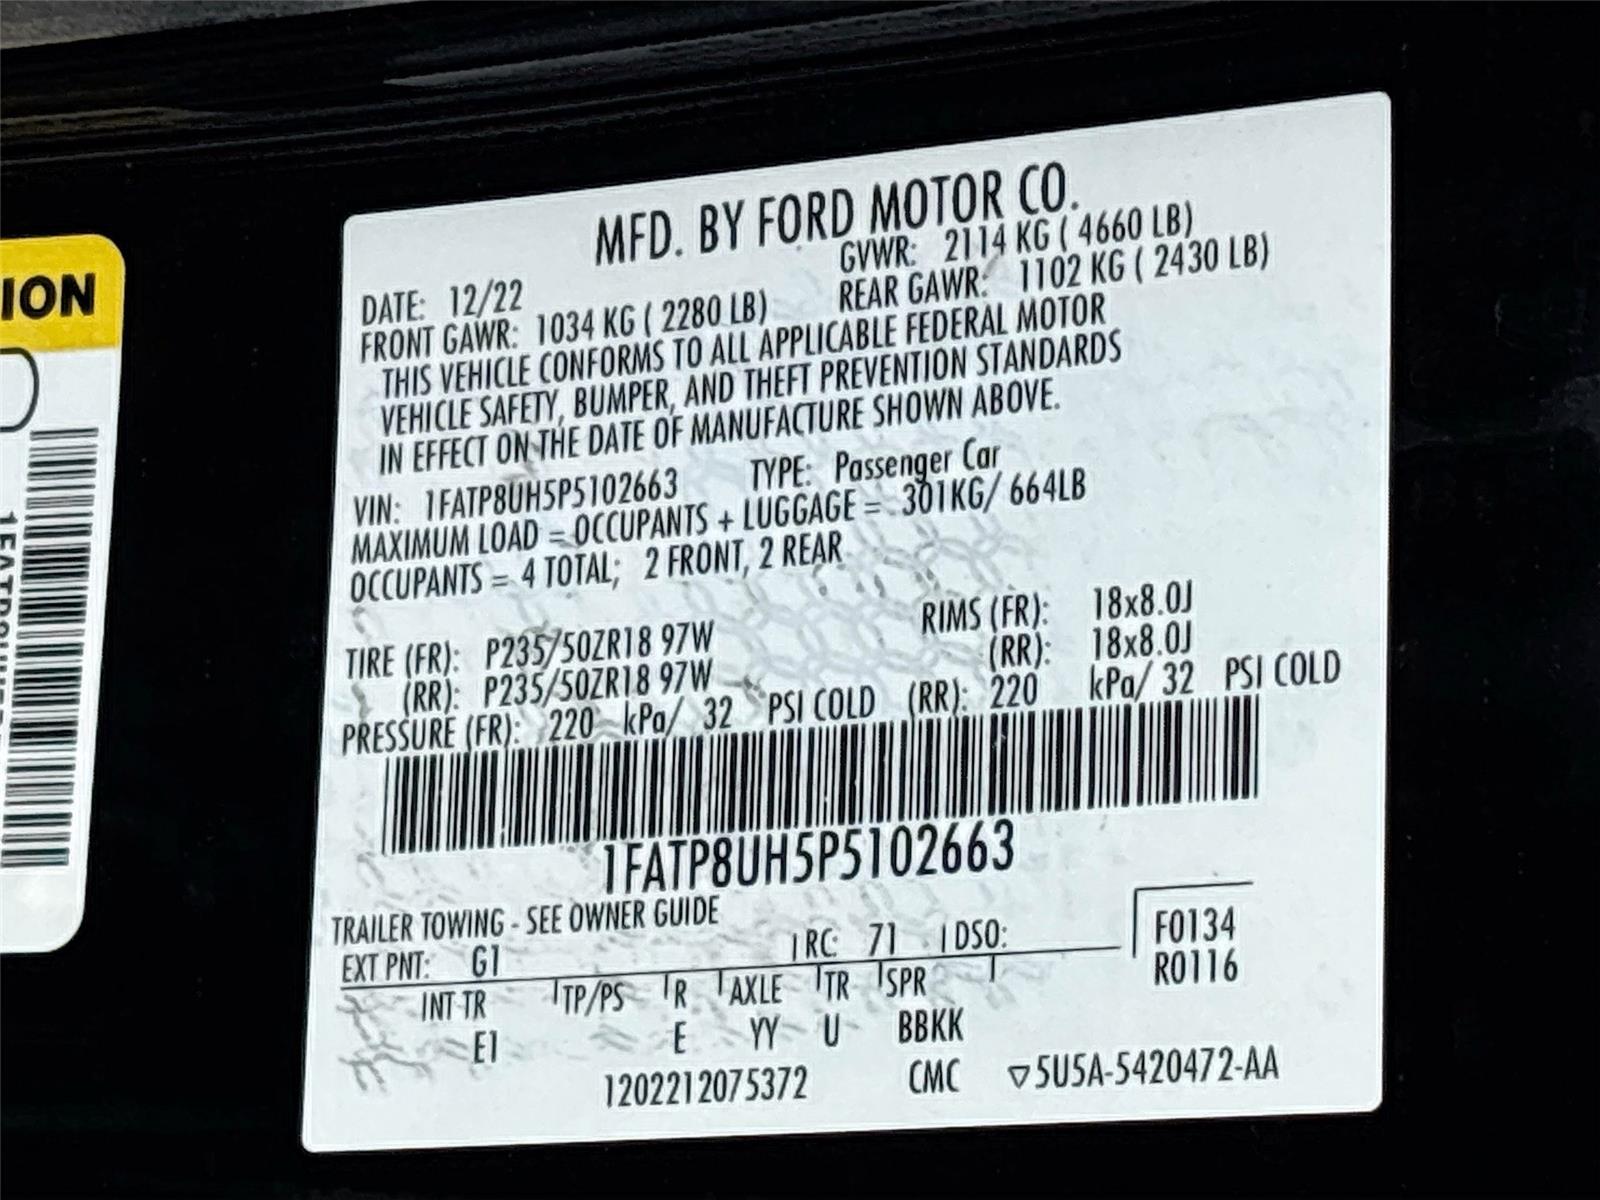 ION
MFD. BY FORD MOTOR CO.
DATE: 12/22 GVWR: 2114 KG ( 4660 LB)
FRONT GAWR: 1034 KG ( 2280 LB) REAR GAWR: 1102 KG ( 2430 LB)
THIS VEHICLE CONFORMS TO ALL APPLICABLE FEDERAL MOTOR
VEHICLE SAFETY, BUMPER, AND THEFT PREVENTION STANDARDS
IN EFFECT ON THE DATE OF MANUFACTURE SHOWN ABOVE.
VIN: 1FATP8UH5P5102663 TYPE: Passenger Car
MAXIMUM LOAD = OCCUPANTS + LUGGAGE = 301KG/ 664LB
OCCUPANTS = 4 TOTAL; 2 FRONT, 2 REAR
TIRE (FR): P235/50ZR18 97W RIMS (FR): 18x8.0J
(RR): P235/50ZR18 97W (RR): 18x8.0J
PRESSURE (FR): 220 kPa/ 32 PSI COLD (RR): 220 kPa/ 32 PSI COLD
1FATP8UH5P5102663
TRAILER TOWING - SEE OWNER GUIDE
EXT PNT: G1 RC: 71 DSO: F0134
R0116
INT TR TP/PS R AXLE TR SPR
E1 E YY U BBKK
1202212075372 CMC ▽5U5A-5420472-AA